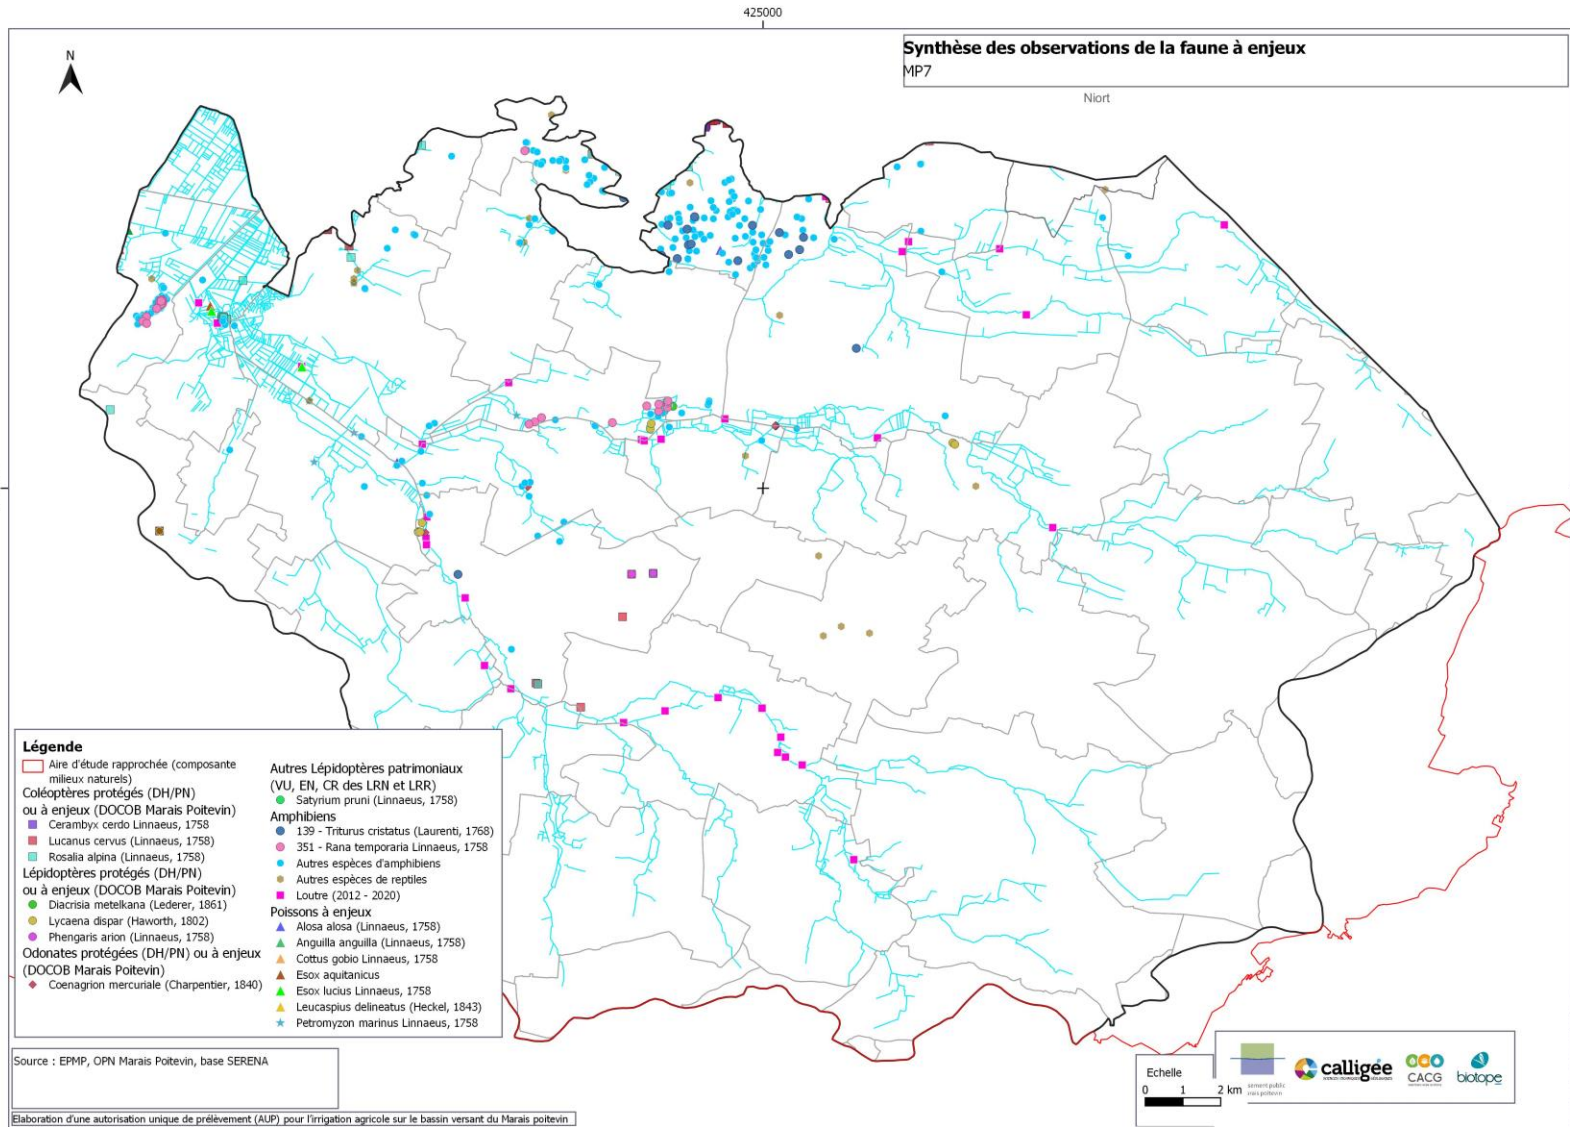 425000
N
Synthèse des observations de la faune à enjeux
MP7
Niort
Légende
Aire d'étude rapprochée (composante
milieux naturels)
Coléoptères protégés (DH/PN)
ou à enjeu (DOCOB Marais Poitevin)
Cerambyx cerdo Linnaeus, 1758
Lucanus cervus (Linnaeus, 1758)
Rosalia alpina (Linnaeus, 1758)
Lépidoptères protégés (DH/PN)
ou à enjeu (DOCOB Marais Poitevin)
Diacrisia metelkana (Lederer, 1861)
Lycaena dispar (Haworth, 1802)
Phengaris arion (Linnaeus, 1758)
Odonates protégées (DH/PN) ou à enjeu
(DOCOB Marais Poitevin)
Coenagrion mercuriale (Charpentier, 1840)
Autres Lépidoptères patrimoniaux
(VU, EN, CR des LRN et LRR)
Satyrium pruni (Linnaeus, 1758)
Amphibiens
139 - Triturus cristatus (Laurenti, 1768)
351 - Rana temporaria Linnaeus, 1758
Autres espèces d'amphibiens
Autres espèces de reptiles
Loutre (2012 - 2020)
Poissons à enjeu
Alosa alosa (Linnaeus, 1758)
Anguilla anguilla (Linnaeus, 1758)
Cottus gobio Linnaeus, 1758
Esox aquitanicus
Esox lucius Linnaeus, 1758
Leucaspius delineatus (Heckel, 1843)
Petromyzon marinus Linnaeus, 1758
Source : EPMP, OPN Marais Poitevin, base SERENA
Elaboration d'une autorisation unique de prélèvement (AUP) pour l'irrigation agricole sur le bassin versant du Marais poitevin
Echelle
0 1 2 km
calligée
CACG
biotope